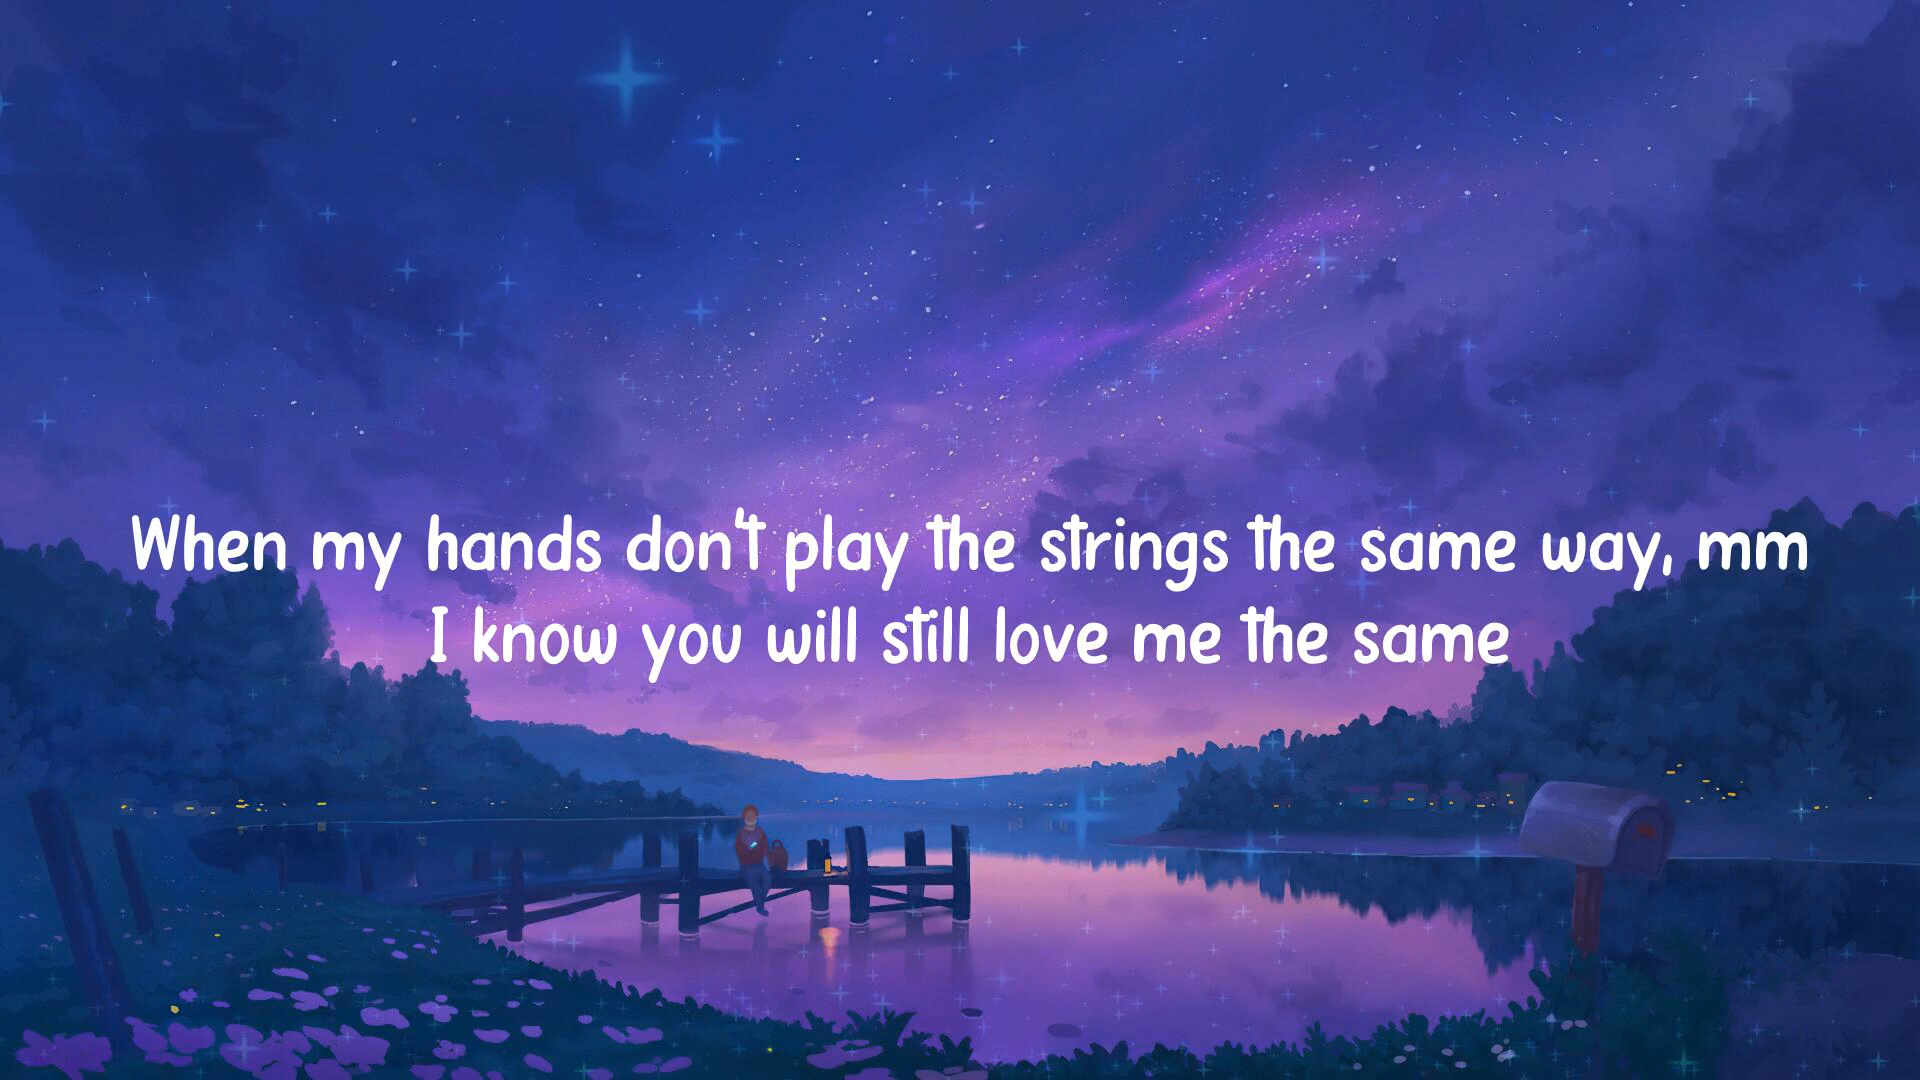 When my hands don't play the strings the same way, mm
I know you will still love me the same